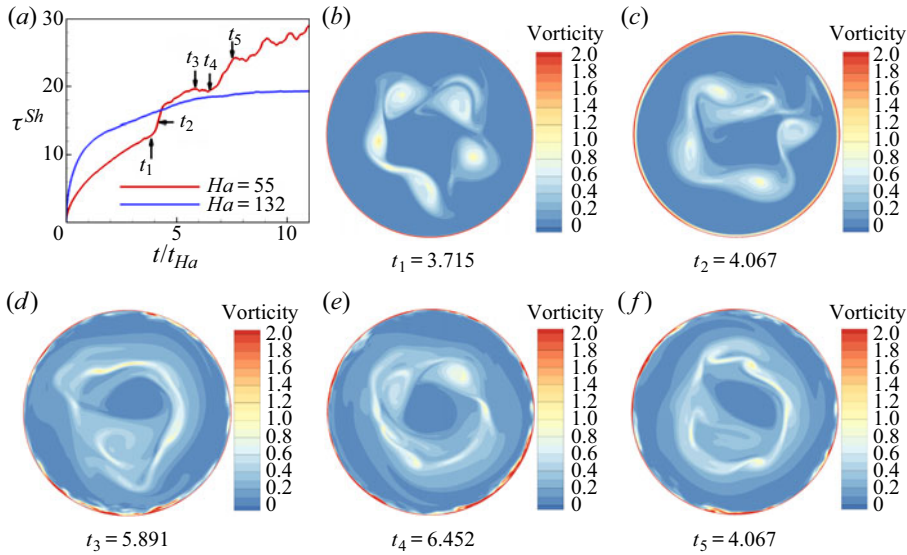 (a)
30
20
10
0
5
10
τ^Sh
t/t_Ha
t1
t2
t3
t4
t5
Ha = 55
Ha = 132
(b)
Vorticity
2.0
1.8
1.6
1.4
1.2
1.0
0.8
0.6
0.4
0.2
0
t1 = 3.715
(c)
Vorticity
2.0
1.8
1.6
1.4
1.2
1.0
0.8
0.6
0.4
0.2
0
t2 = 4.067
(d)
Vorticity
2.0
1.8
1.6
1.4
1.2
1.0
0.8
0.6
0.4
0.2
0
t3 = 5.891
(e)
Vorticity
2.0
1.8
1.6
1.4
1.2
1.0
0.8
0.6
0.4
0.2
0
t4 = 6.452
(f)
Vorticity
2.0
1.8
1.6
1.4
1.2
1.0
0.8
0.6
0.4
0.2
0
t5 = 4.067